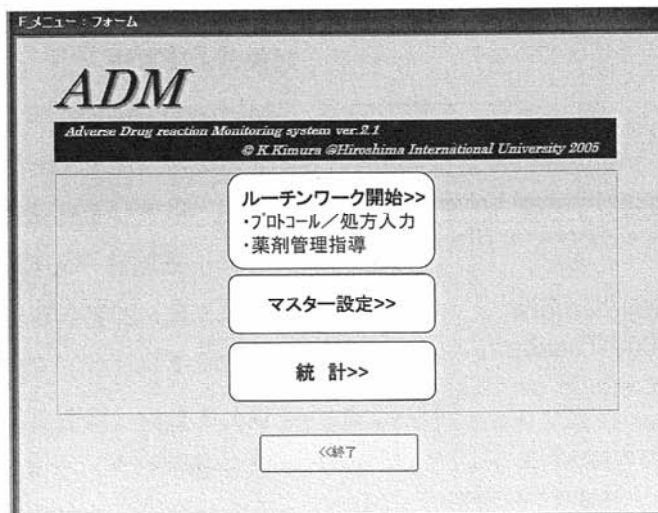 F_メニュー：フォーム
ADM
Adverse Drug reaction Monitoring system ver.2.1
© K.Kimura @Hiroshima International University 2005
ルーチンワーク開始>>
・プロトコール／処方入力
・薬剤管理指導
マスター設定>>
統 計>>
<<終了